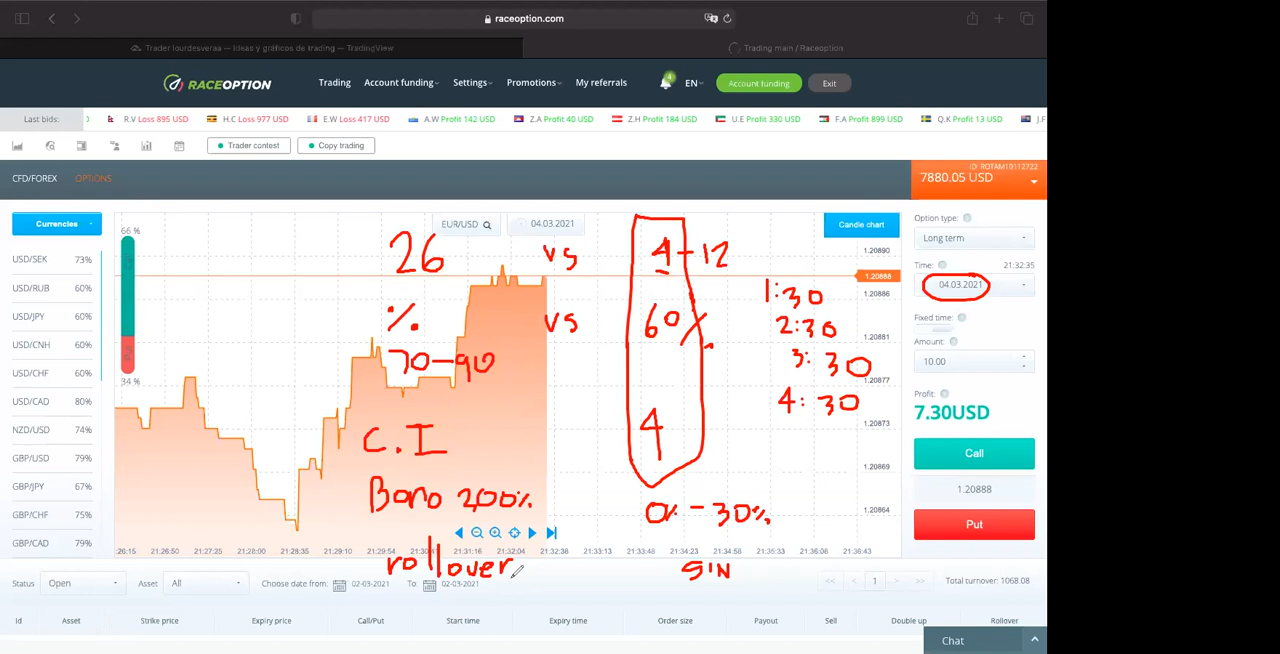 raceoption.com
Trader lourdesveraa — Ideas y gráficos de trading — TradingView
Trading main / Raceoption
RACEOPTION
Trading
Account funding
Settings
Promotions
My referrals
4
EN
Account funding
Exit
Last bids:
R.V Loss 895 USD
H.C Loss 977 USD
E.W Loss 417 USD
A.W Profit 142 USD
Z.A Profit 40 USD
Z.H Profit 184 USD
U.E Profit 330 USD
F.A Profit 899 USD
Q.K Profit 13 USD
J.F
Trader contest
Copy trading
CFD/FOREX
OPTIONS
ID: ROTAM10112722
7880.05 USD
Currencies
USD/SEK 73%
USD/RUB 60%
USD/JPY 60%
USD/CNH 60%
USD/CHF 60%
USD/CAD 80%
NZD/USD 74%
GBP/USD 79%
GBP/JPY 67%
GBP/CHF 75%
GBP/CAD 79%
66 %
34 %
EUR/USD
04.03.2021
Candle chart
26 vs 4-12
% vs 60%
70-90
4
C.I
Bono 200%
0% - 30%
rollover
SIN
1:30
2:30
3:30
4:30
1.20890
1.20888
1.20886
1.20881
1.20877
1.20873
1.20869
1.20864
21:26:15
21:26:50
21:27:25
21:28:00
21:28:35
21:29:10
21:29:54
21:30:41
21:31:16
21:32:04
21:32:38
21:33:13
21:33:48
21:34:23
21:34:58
21:35:33
21:36:08
21:36:43
Option type:
Long term
Time:
21:32:35
04.03.2021
Fixed time:
Amount:
10.00
Profit:
7.30USD
Call
1.20888
Put
Status
Open
Asset
All
Choose date from:
02-03-2021
To:
02-03-2021
<< < 1 > >>
Total turnover: 1068.08
Id
Asset
Strike price
Expiry price
Call/Put
Start time
Expiry time
Order size
Payout
Sell
Double up
Rollover
Chat